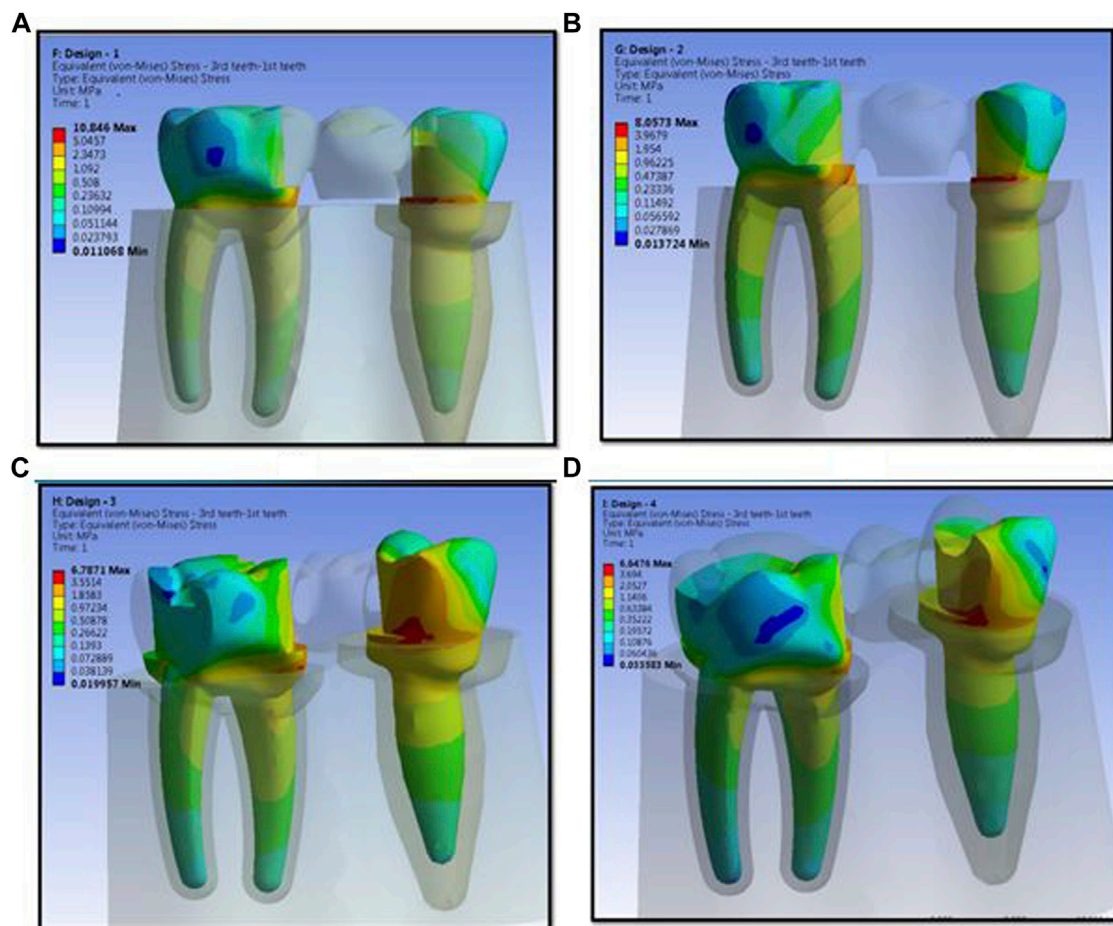 A
F: Design - 1
Equivalent (von-Mises) Stress - 3rd teeth-1st teeth
Type: Equivalent (von-Mises) Stress
Unit: MPa
Time: 1
10.846 Max
5.0457
2.3473
1.092
0.508
0.23632
0.10994
0.051144
0.023793
0.011068 Min
B
G: Design - 2
Equivalent (von-Mises) Stress - 3rd teeth-1st teeth
Type: Equivalent (von-Mises) Stress
Unit: MPa
Time: 1
8.0573 Max
3.9679
1.954
0.96225
0.47387
0.23336
0.11492
0.056592
0.027869
0.013724 Min
C
H: Design - 3
Equivalent (von-Mises) Stress - 3rd teeth-1st teeth
Type: Equivalent (von-Mises) Stress
Unit: MPa
Time: 1
6.7871 Max
3.5514
1.8583
0.97234
0.50878
0.26622
0.1393
0.072889
0.038139
0.019957 Min
D
I: Design - 4
Equivalent (von-Mises) Stress - 3rd teeth-1st teeth
Type: Equivalent (von-Mises) Stress
Unit: MPa
Time: 1
6.6476 Max
3.694
2.0527
1.1406
0.63384
0.35222
0.19572
0.10876
0.060436
0.033583 Min